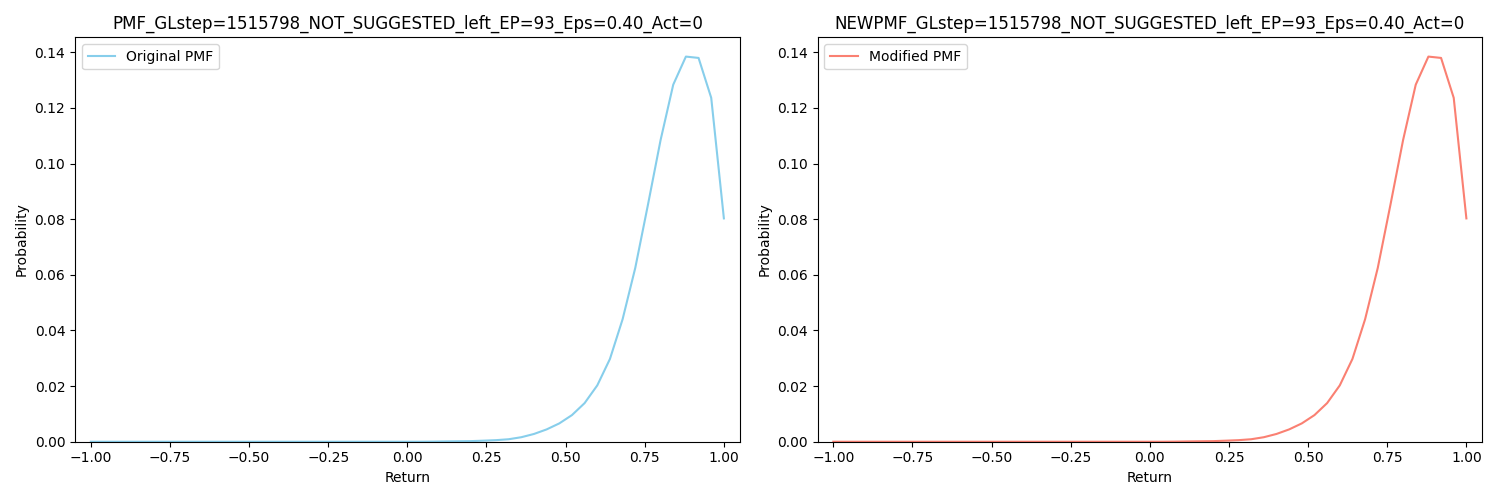 PMF_GLstep=1515798_NOT_SUGGESTED_left_EP=93_Eps=0.40_Act=0
Original PMF
0.14
0.12
0.10
0.08
0.06
0.04
0.02
0.00
Probability
−1.00 −0.75 −0.50 −0.25 0.00 0.25 0.50 0.75 1.00
Return
NEWPMF_GLstep=1515798_NOT_SUGGESTED_left_EP=93_Eps=0.40_Act=0
Modified PMF
0.14
0.12
0.10
0.08
0.06
0.04
0.02
0.00
Probability
−1.00 −0.75 −0.50 −0.25 0.00 0.25 0.50 0.75 1.00
Return